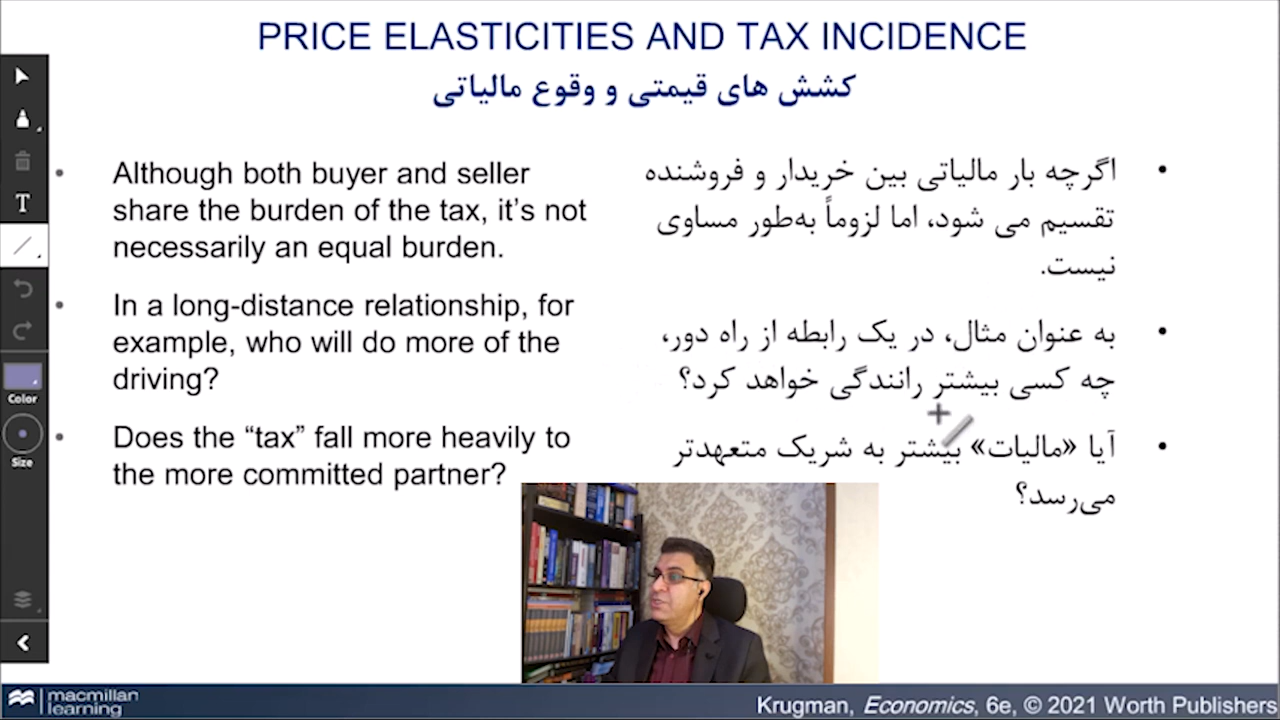 PRICE ELASTICITIES AND TAX INCIDENCE
کشش های قیمتی و وقوع مالیاتی
Although both buyer and seller
share the burden of the tax, it’s not
necessarily an equal burden.
In a long-distance relationship, for
example, who will do more of the
driving?
Does the “tax” fall more heavily to
the more committed partner?
اگرچه بار مالیاتی بین خریدار و فروشنده
تقسیم می شود، اما لزوماً به‌طور مساوی
نیست.
به عنوان مثال، در یک رابطه از راه دور،
چه کسی بیشتر رانندگی خواهد کرد؟
آیا «مالیات» بیشتر به شریک متعهدتر
می‌رسد؟
T
Color
Size
macmillan
learning
Krugman, Economics, 6e, © 2021 Worth Publishers